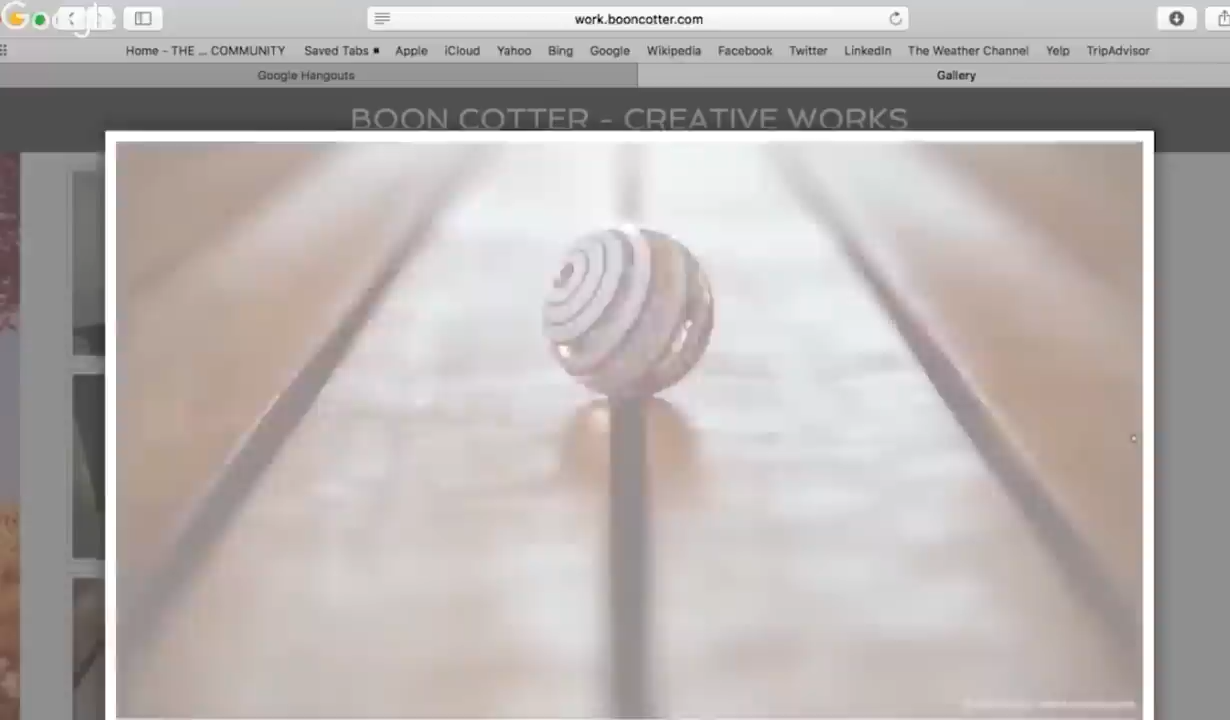 Google
work.booncotter.com
Home - THE ... COMMUNITY Saved Tabs Apple iCloud Yahoo Bing Google Wikipedia Facebook Twitter LinkedIn The Weather Channel Yelp TripAdvisor
Google Hangouts Gallery
BOON COTTER - CREATIVE WORKS